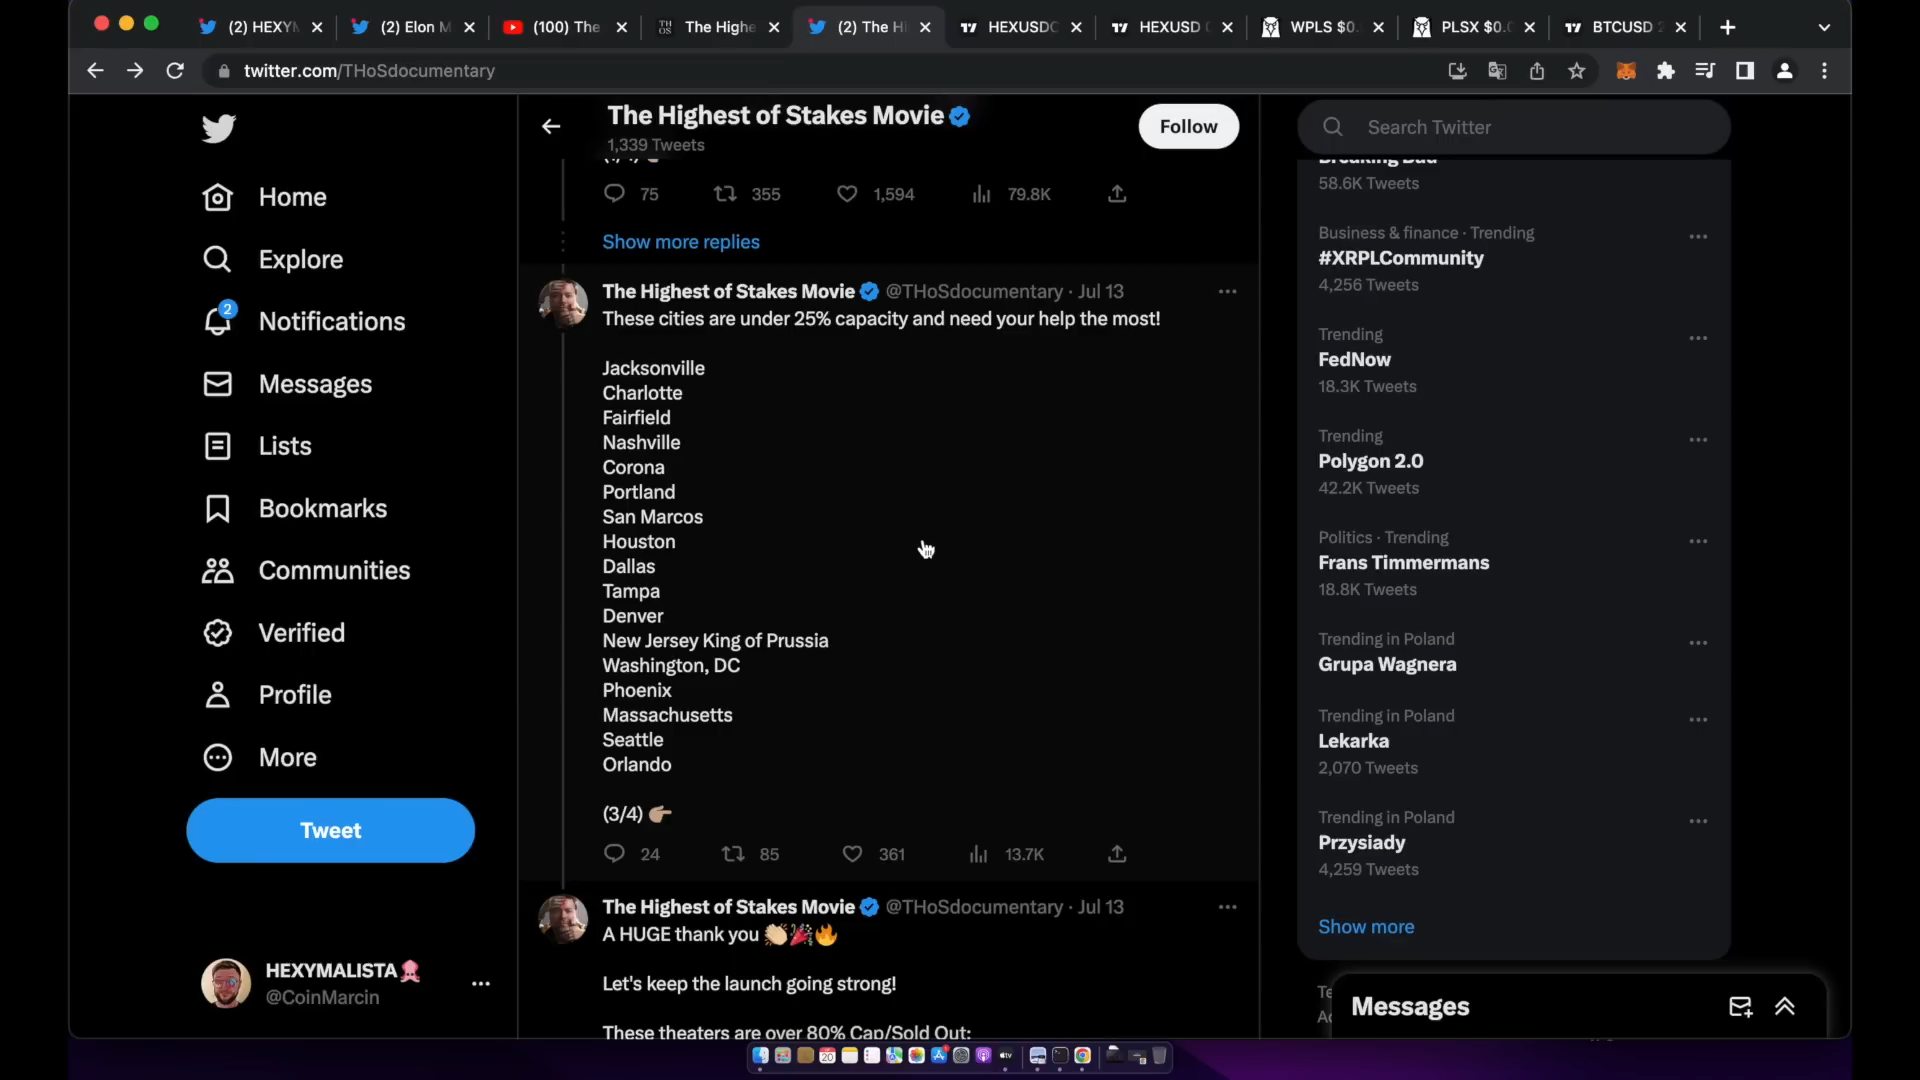 (2) HEXYM
(2) Elon M
(100) The
The Highe
(2) The Hi
HEXUSDC
HEXUSD
WPLS $0.
PLSX $0.0
BTCUSD 2
twitter.com/THoSdocumentary
Home
Explore
2
Notifications
Messages
Lists
Bookmarks
Communities
Verified
Profile
More
Tweet
HEXYMALISTA🦑
@CoinMarcin
The Highest of Stakes Movie
1,339 Tweets
Follow
75
355
1,594
79.8K
Show more replies
The Highest of Stakes Movie @THoSdocumentary · Jul 13
These cities are under 25% capacity and need your help the most!
Jacksonville
Charlotte
Fairfield
Nashville
Corona
Portland
San Marcos
Houston
Dallas
Tampa
Denver
New Jersey King of Prussia
Washington, DC
Phoenix
Massachusetts
Seattle
Orlando
(3/4) 👉🏼
24
85
361
13.7K
The Highest of Stakes Movie @THoSdocumentary · Jul 13
A HUGE thank you 👏🏼🎉🔥
Let's keep the launch going strong!
These theaters are over 80% Cap/Sold Out:
Search Twitter
Breaking Bad
58.6K Tweets
Business & finance · Trending
#XRPLCommunity
4,256 Tweets
Trending
FedNow
18.3K Tweets
Trending
Polygon 2.0
42.2K Tweets
Politics · Trending
Frans Timmermans
18.8K Tweets
Trending in Poland
Grupa Wagnera
Trending in Poland
Lekarka
2,070 Tweets
Trending in Poland
Przysiady
4,259 Tweets
Show more
Messages